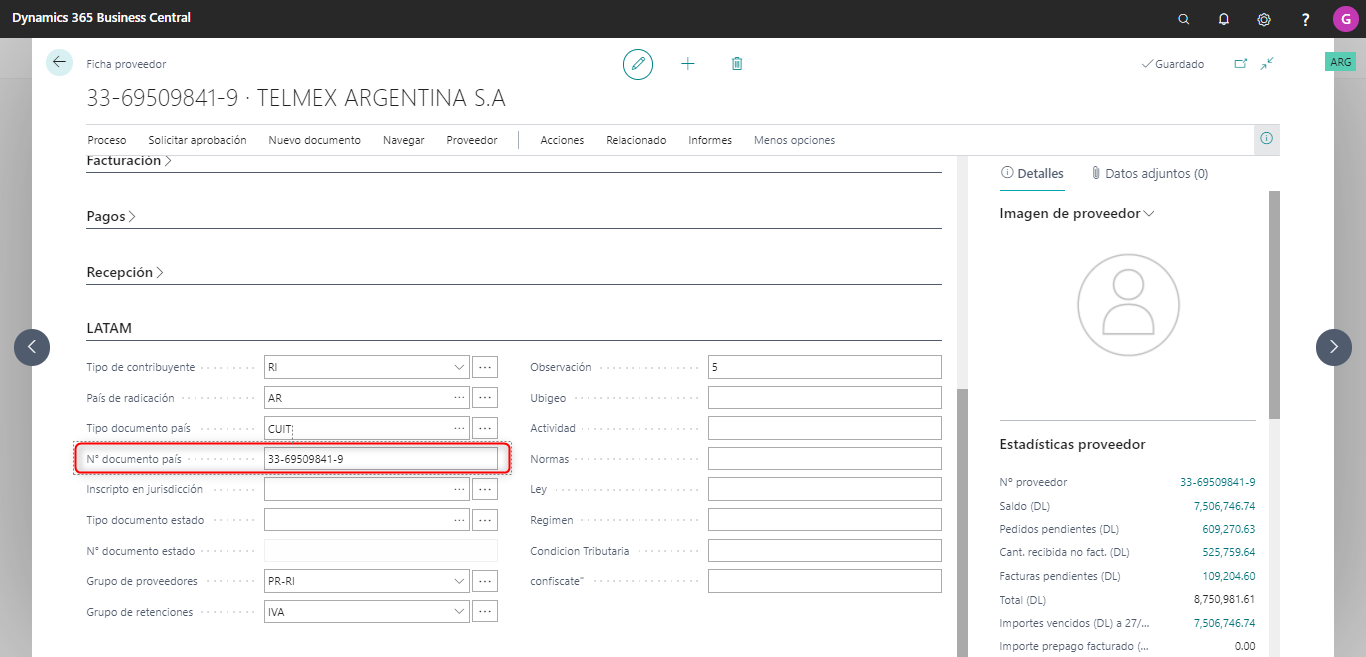 Dynamics 365 Business Central
?
G
Ficha proveedor
Guardado
ARG
33-69509841-9 · TELMEX ARGENTINA S.A
Proceso Solicitar aprobación Nuevo documento Navegar Proveedor Acciones Relacionado Informes Menos opciones
Facturación
Pagos
Recepción
LATAM
Tipo de contribuyente RI
País de radicación AR
Tipo documento país CUIT
N° documento país 33-69509841-9
Inscripto en jurisdicción
Tipo documento estado
N° documento estado
Grupo de proveedores PR-RI
Grupo de retenciones IVA
Observación 5
Ubigeo
Actividad
Normas
Ley
Regimen
Condicion Tributaria
confiscate"
Detalles Datos adjuntos (0)
Imagen de proveedor
Estadísticas proveedor
Nº proveedor 33-69509841-9
Saldo (DL) 7,506,746.74
Pedidos pendientes (DL) 609,270.63
Cant. recibida no fact. (DL) 525,759.64
Facturas pendientes (DL) 109,204.60
Total (DL) 8,750,981.61
Importes vencidos (DL) a 27/... 7,506,746.74
Importe prepago facturado (... 0.00